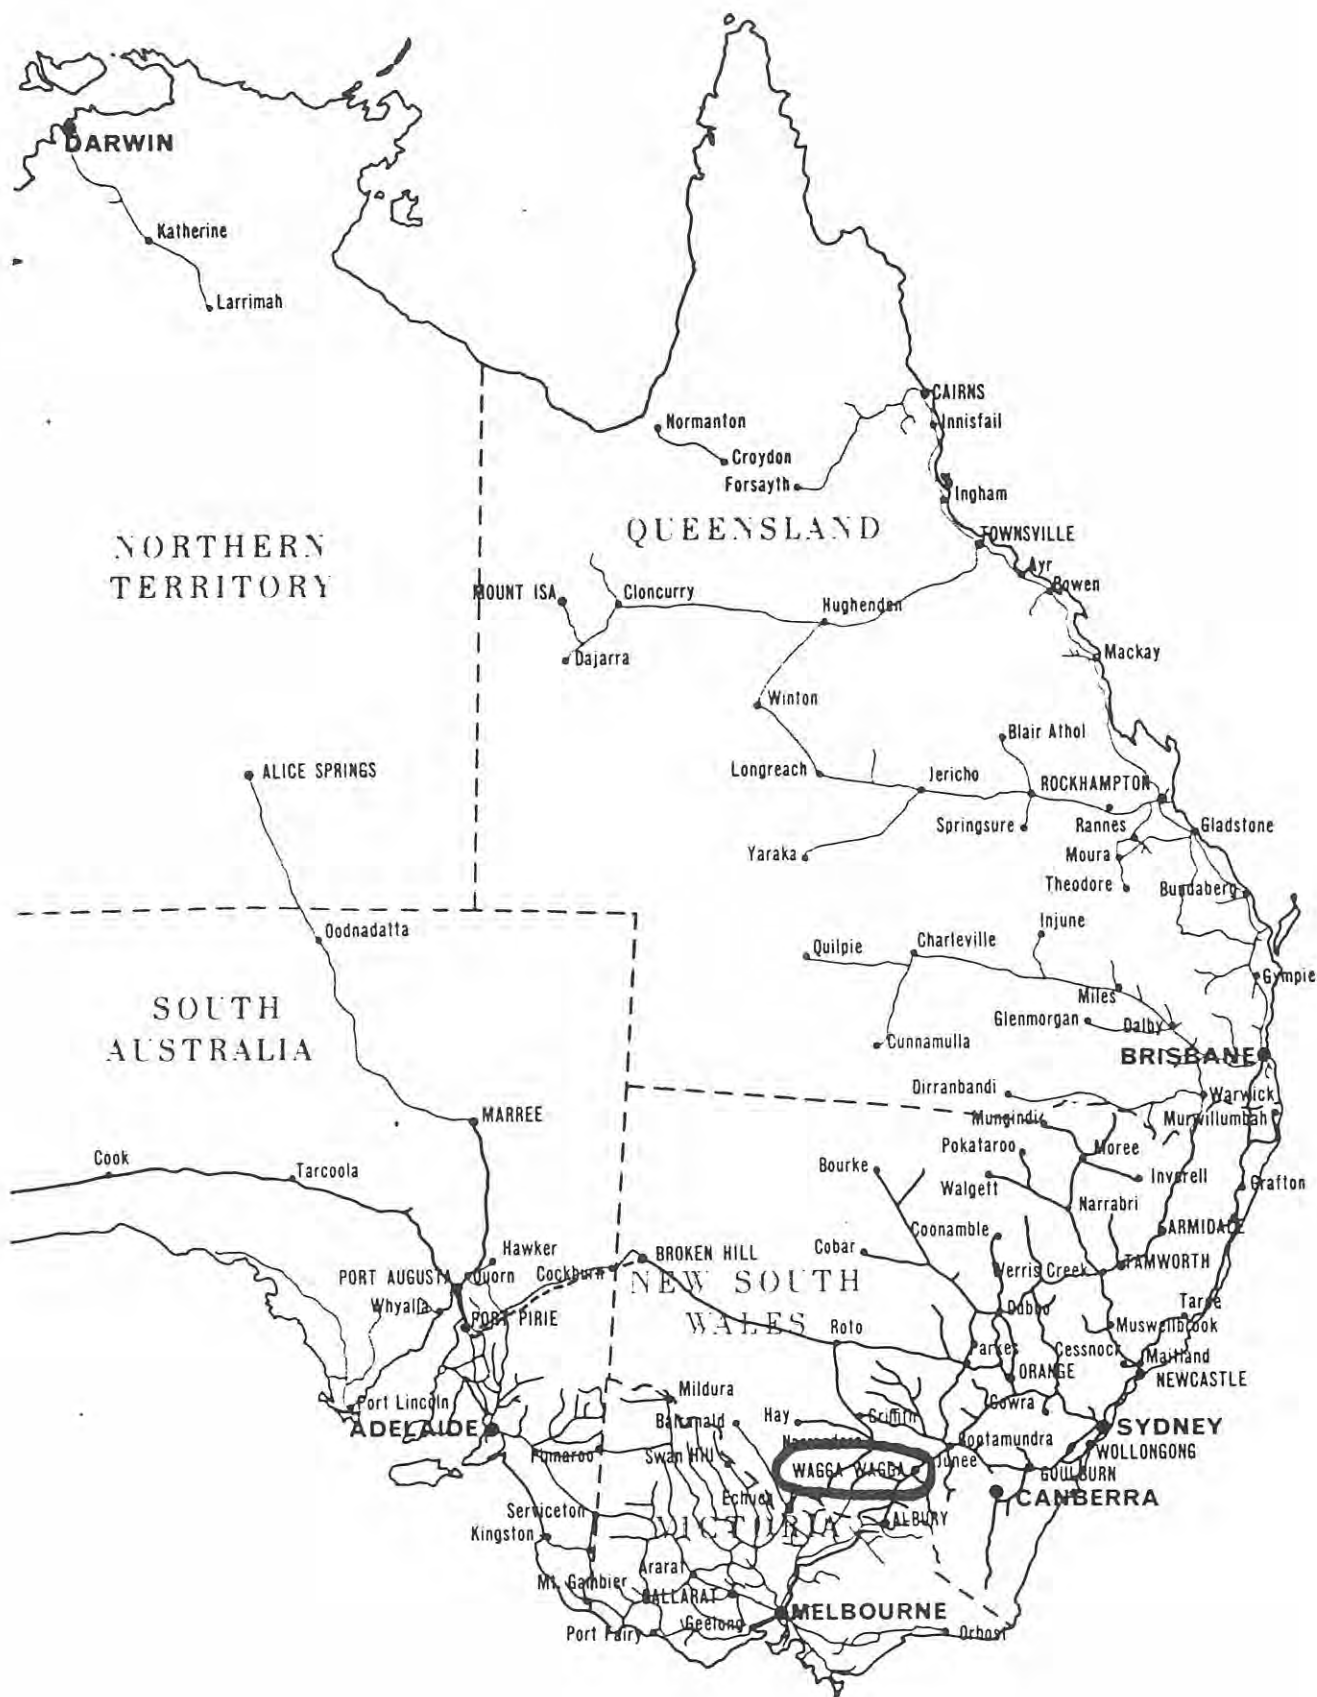 DARWIN
Katherine
Larrimah
CAIRNS
Innisfail
Normanton
Croydon
Forsayth
Ingham
QUEENSLAND
NORTHERN
TERRITORY
TOWNSVILLE
Ayr
Bowen
MOUNT ISA
Cloncurry
Hughenden
Dajarra
Mackay
Winton
Blair Athol
ALICE SPRINGS
Longreach
Jericho
ROCKHAMPTON
Springsure
Rannes
Gladstone
Yaraka
Moura
Theodore
Bundaberg
Injune
Oodnadatta
Quilpie
Charleville
Gympie
SOUTH
AUSTRALIA
Miles
Glenmorgan
Dalby
Cunnamulla
BRISBANE
Dirranbandi
Warwick
MARREE
Mungindi
Murwillumbah
Cook
Tarcoola
Bourke
Pokataroo
Moree
Walgett
Inverell
Grafton
Narrabri
Coonamble
ARMIDALE
Hawker
Cobar
BROKEN HILL
Cockburn
PORT AUGUSTA
Quorn
NEW SOUTH
WALES
Verris Creek
TAMWORTH
Whyalla
PORT PIRIE
Dubbo
Taree
Muswellbrook
Roto
Parkes
Cessnock
Maitland
ORANGE
NEWCASTLE
Mildura
Port Lincoln
Balranald
Hay
Griffith
Cowra
ADELAIDE
SYDNEY
Narrandera
Cootamundra
WOLLONGONG
Pinnaroo
Swan Hill
WAGGA WAGGA
Junee
GOULBURN
Echuca
CANBERRA
Serviceton
VICTORIA
ALBURY
Kingston
Ararat
Mt. Gambier
BALLARAT
MELBOURNE
Geelong
Port Fairy
Orbost